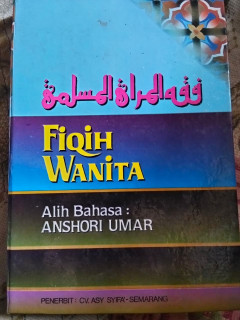 فقه المرأة المسلمة
FIQIH
WANITA
Alih Bahasa :
ANSHORI UMAR
PENERBIT : CV. ASY SYIFA' - SEMARANG